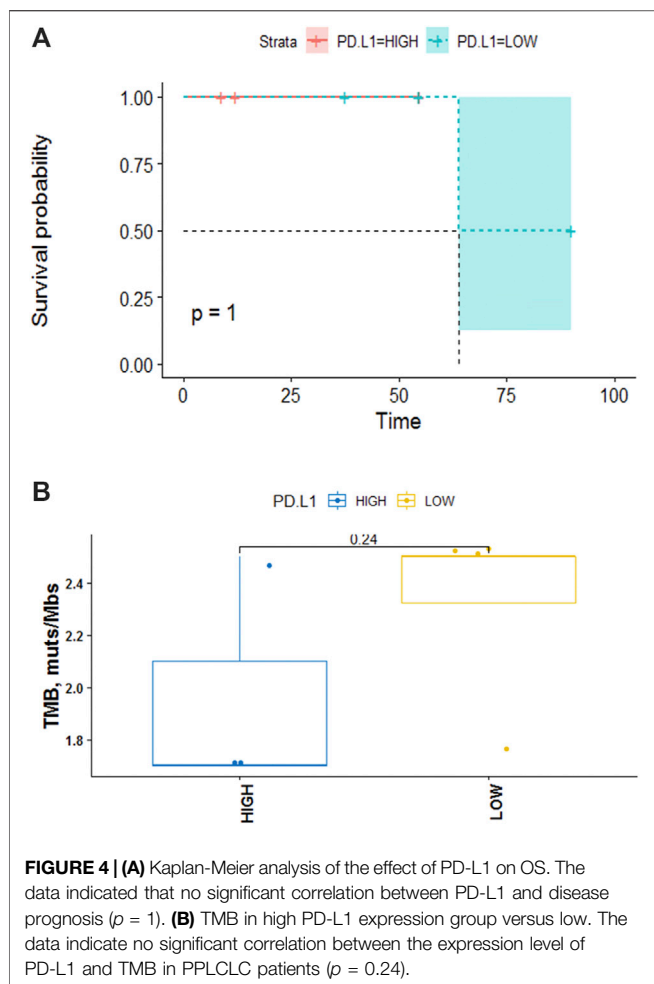 A
Strata PD.L1=HIGH PD.L1=LOW
1.00
0.75
0.50
0.25
0.00
Survival probability
p = 1
0 25 50 75 100
Time
B
PD.L1 HIGH LOW
0.24
2.4
2.2
2.0
1.8
TMB, muts/Mbs
HIGH LOW
FIGURE 4 | (A) Kaplan-Meier analysis of the effect of PD-L1 on OS. The
data indicated that no significant correlation between PD-L1 and disease
prognosis (p = 1). (B) TMB in high PD-L1 expression group versus low. The
data indicate no significant correlation between the expression level of
PD-L1 and TMB in PPLCLC patients (p = 0.24).